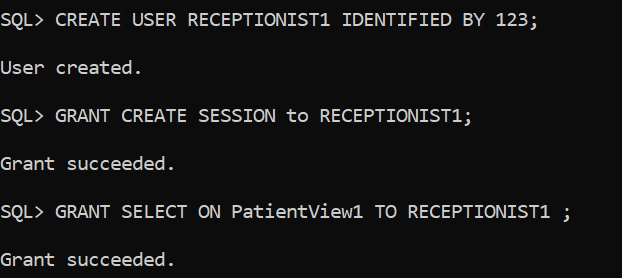 SQL> CREATE USER RECEPTIONIST1 IDENTIFIED BY 123;
User created.
SQL> GRANT CREATE SESSION to RECEPTIONIST1;
Grant succeeded.
SQL> GRANT SELECT ON PatientView1 TO RECEPTIONIST1 ;
Grant succeeded.